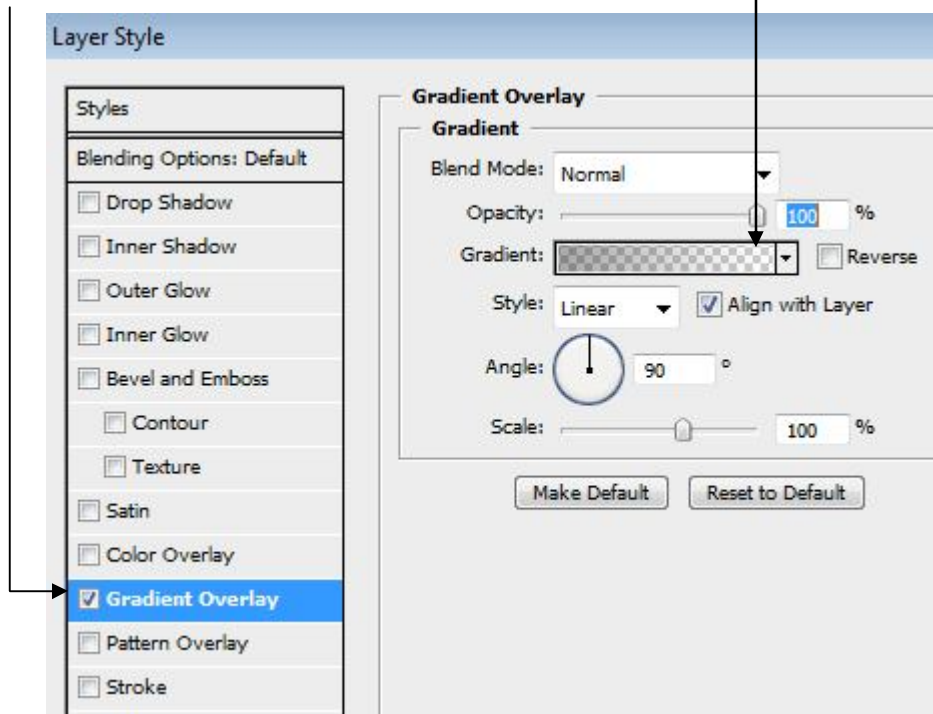 Layer Style
Styles
Blending Options: Default
Drop Shadow
Inner Shadow
Outer Glow
Inner Glow
Bevel and Emboss
Contour
Texture
Satin
Color Overlay
Gradient Overlay
Pattern Overlay
Stroke
Gradient Overlay
Gradient
Blend Mode: Normal
Opacity: 100 %
Gradient: Reverse
Style: Linear Align with Layer
Angle: 90 °
Scale: 100 %
Make Default Reset to Default